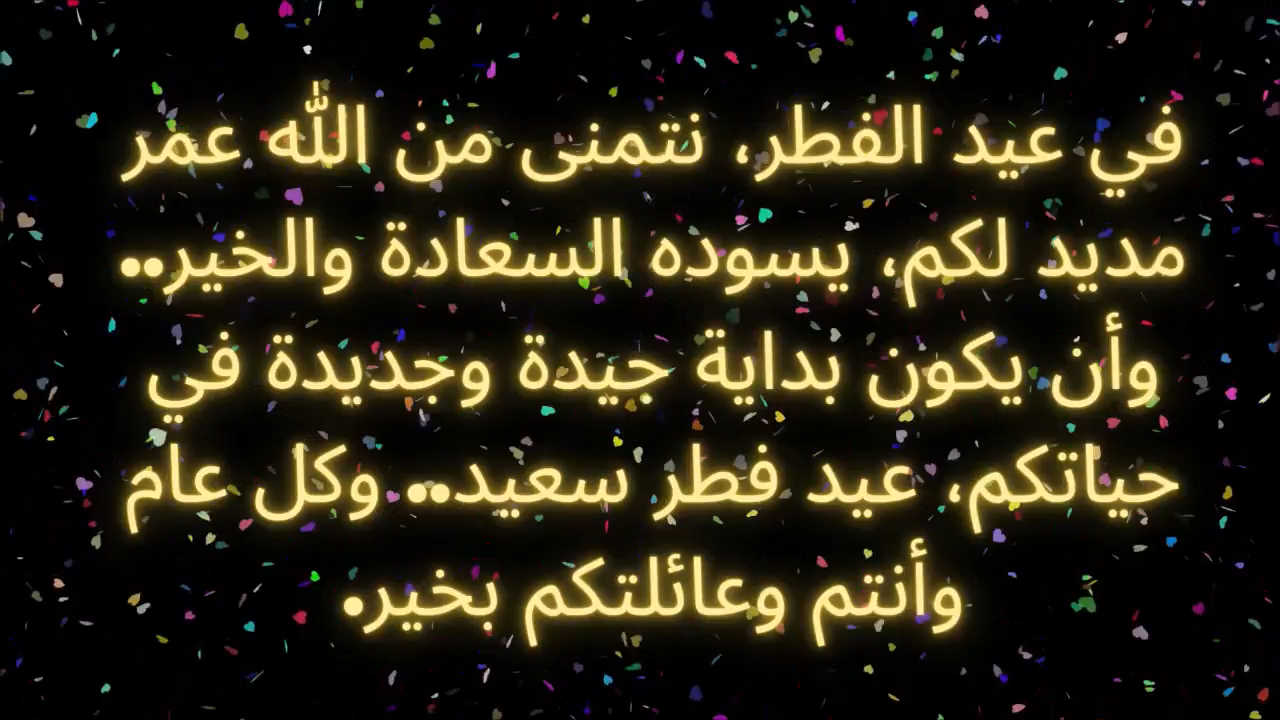 في عيد الفطر، نتمنى من الله عمر
مديد لكم، يسوده السعادة والخير..
وأن يكون بداية جيدة وجديدة في
حياتكم، عيد فطر سعيد.. وكل عام
وأنتم وعائلتكم بخير.